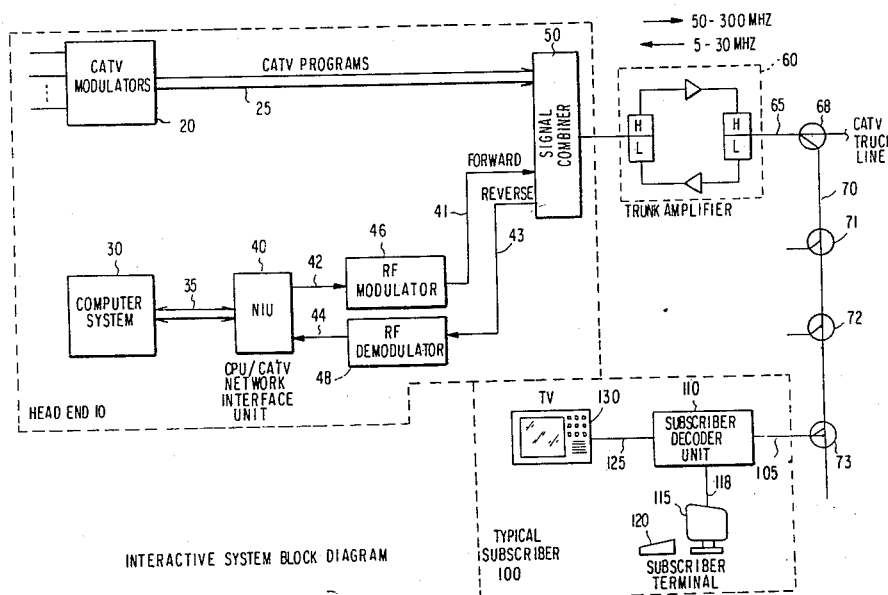 50-300 MHZ
5-30 MHZ
50
60
CATV
MODULATORS
CATV PROGRAMS
25
20
SIGNAL
COMBINER
H
L
H
L
65
68
CATV
TRUCK
LINE
FORWARD
REVERSE
41
43
TRUNK AMPLIFIER
70
71
30
COMPUTER
SYSTEM
35
40
NIU
42
44
46
RF
MODULATOR
RF
DEMODULATOR
48
72
CPU/CATV
NETWORK
INTERFACE
UNIT
HEAD END 10
TV
130
110
SUBSCRIBER
DECODER
UNIT
125
105
73
118
115
120
TYPICAL
SUBSCRIBER
100
SUBSCRIBER
TERMINAL
INTERACTIVE SYSTEM BLOCK DIAGRAM